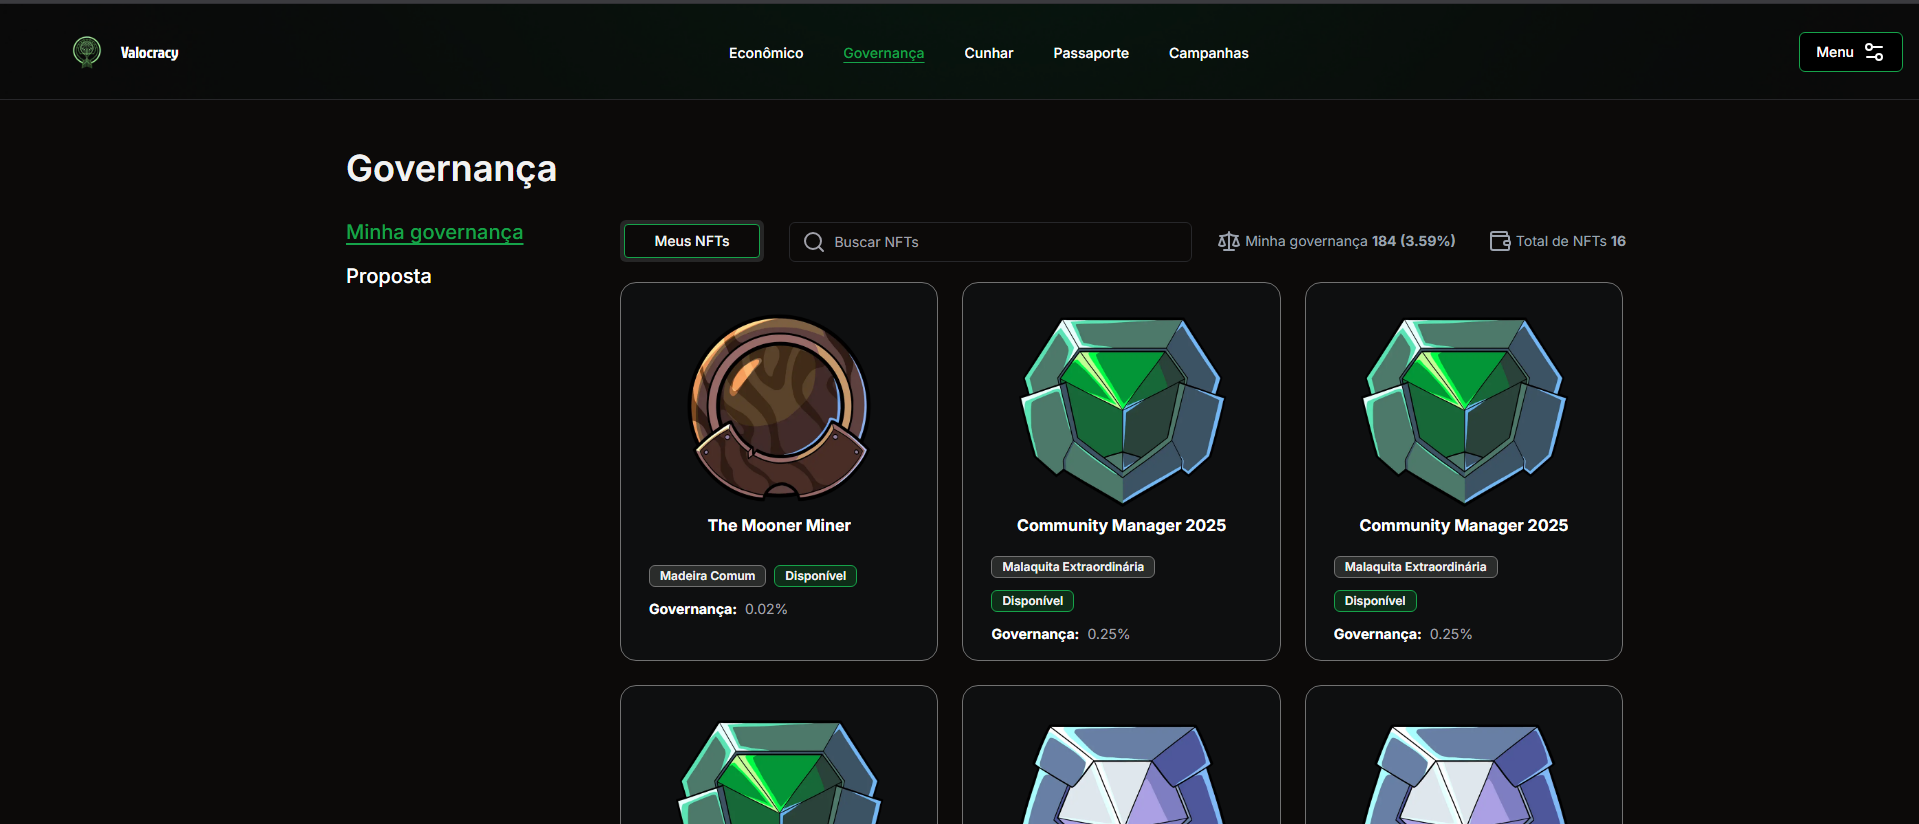 Valocracy
Econômico
Governança
Cunhar
Passaporte
Campanhas
Menu
Governança
Minha governança
Proposta
Meus NFTs
Buscar NFTs
Minha governança 184 (3.59%)
Total de NFTs 16
The Mooner Miner
Madeira Comum
Disponível
Governança: 0.02%
Community Manager 2025
Malaquita Extraordinária
Disponível
Governança: 0.25%
Community Manager 2025
Malaquita Extraordinária
Disponível
Governança: 0.25%